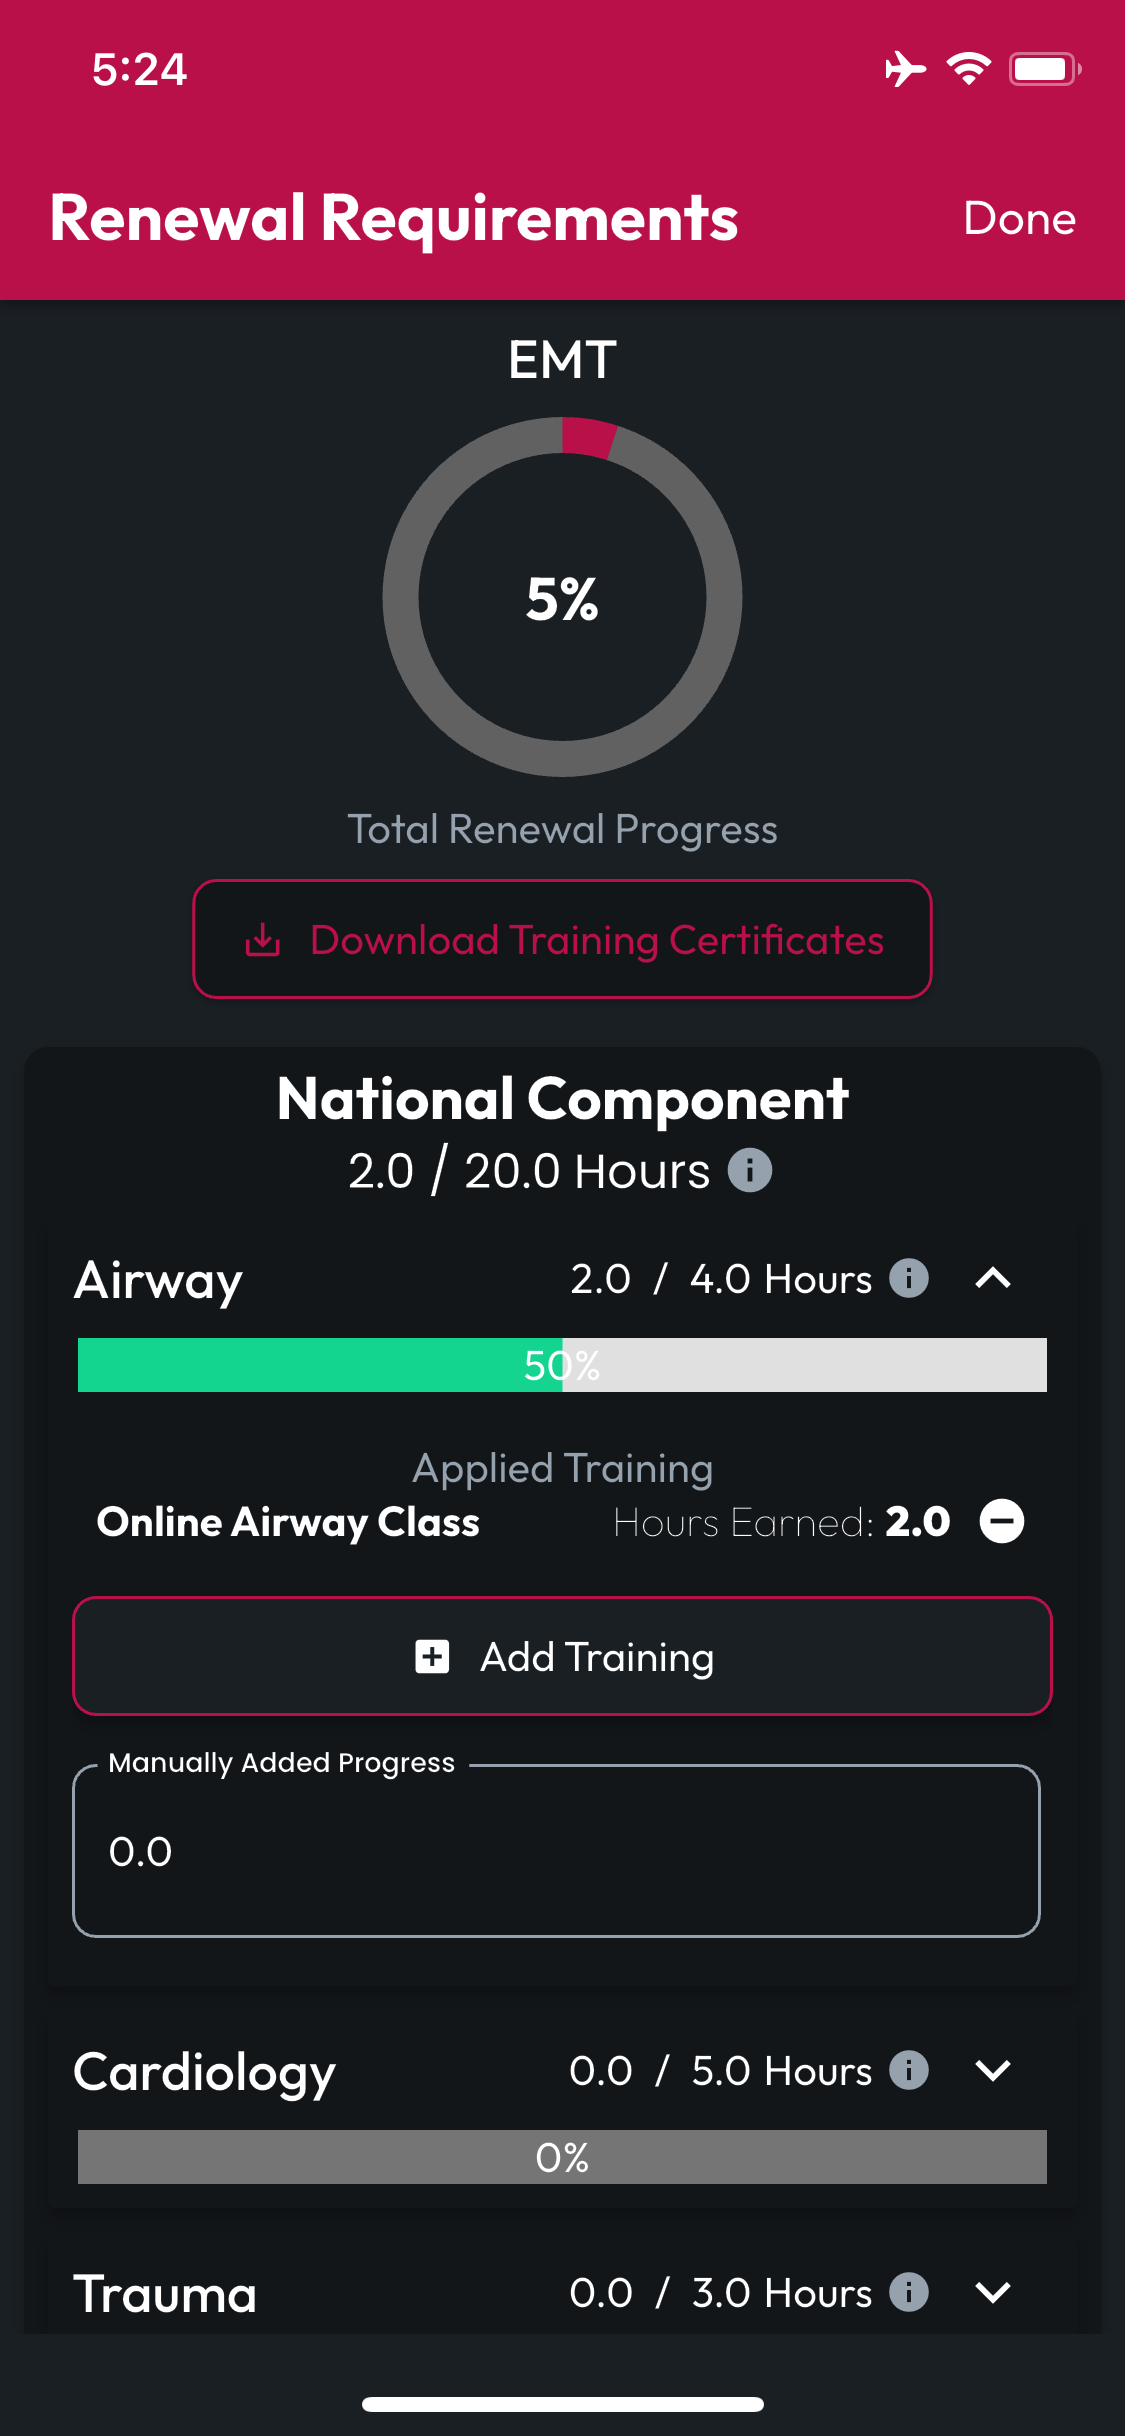 5:24
Renewal Requirements
Done
EMT
5%
Total Renewal Progress
Download Training Certificates
National Component
2.0 / 20.0 Hours
Airway 2.0 / 4.0 Hours
50%
Applied Training
Online Airway Class Hours Earned: 2.0
Add Training
Manually Added Progress
0.0
Cardiology 0.0 / 5.0 Hours
0%
Trauma 0.0 / 3.0 Hours